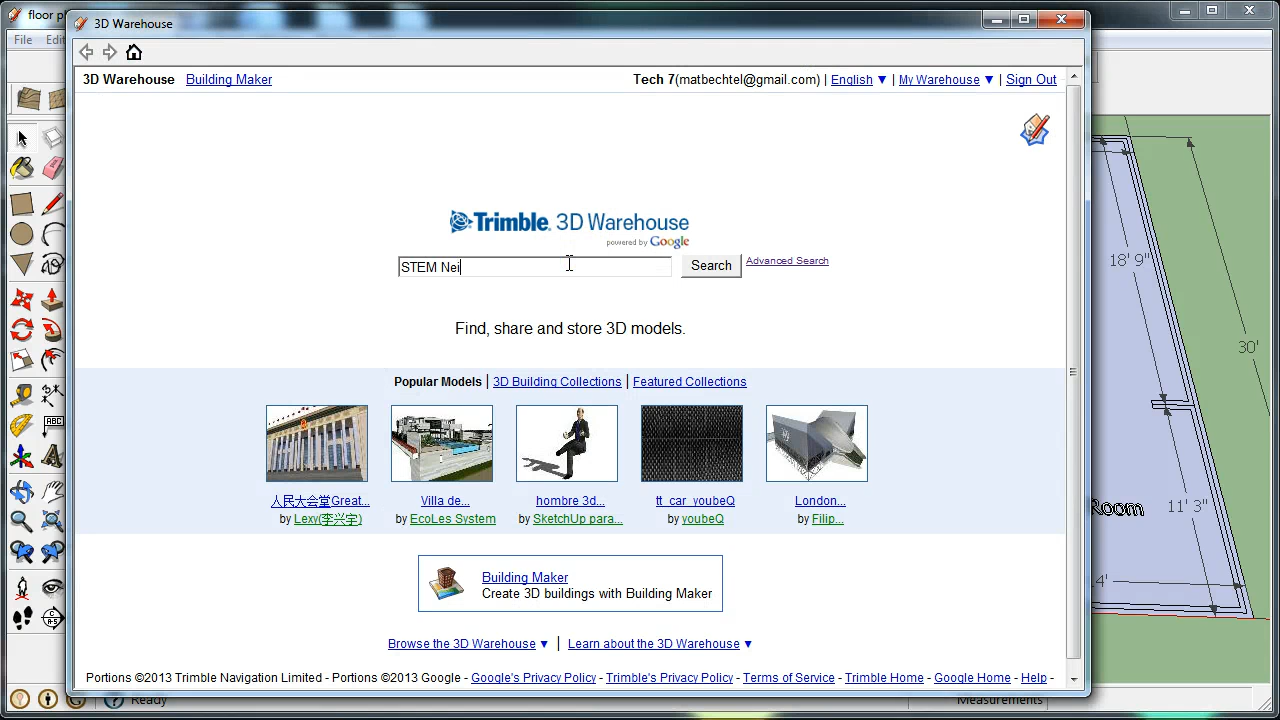 floor pl
3D Warehouse
File Edit
3D Warehouse Building Maker Tech 7(matbechtel@gmail.com) | English ▼ | My Warehouse ▼ | Sign Out
Trimble. 3D Warehouse
powered by Google
STEM Nei Search Advanced Search
Find, share and store 3D models.
Popular Models | 3D Building Collections | Featured Collections
人民大会堂Great... Villa de... hombre 3d... tt_car_youbeQ London...
by Lexy(李兴宇) by EcoLes System by SketchUp para... by youbeQ by Filip...
Building Maker
Create 3D buildings with Building Maker
Browse the 3D Warehouse ▼ | Learn about the 3D Warehouse ▼
Portions ©2013 Trimble Navigation Limited - Portions ©2013 Google - Google's Privacy Policy - Trimble's Privacy Policy - Terms of Service - Trimble Home - Google Home - Help -
18' 9"
30'
11' 3"
Room
4'
ABC
Ready
Measurements